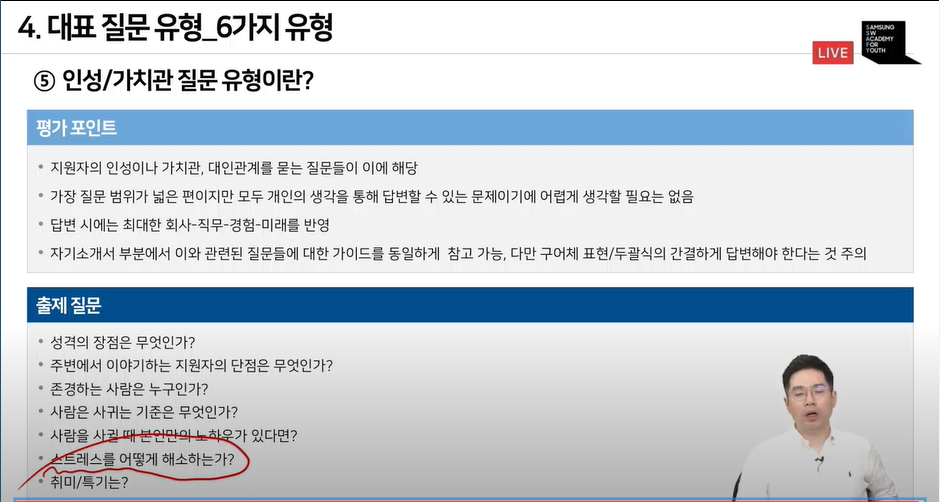 4. 대표 질문 유형_6가지 유형
SAMSUNG
SW
ACADEMY
FOR
YOUTH
LIVE
⑤ 인성/가치관 질문 유형이란?
평가 포인트
• 지원자의 인성이나 가치관, 대인관계를 묻는 질문들이 이에 해당
• 가장 질문 범위가 넓은 편이지만 모두 개인의 생각을 통해 답변할 수 있는 문제이기에 어렵게 생각할 필요는 없음
• 답변 시에는 최대한 회사-직무-경험-미래를 반영
• 자기소개서 부분에서 이와 관련된 질문들에 대한 가이드를 동일하게 참고 가능, 다만 구어체 표현/두괄식의 간결하게 답변해야 한다는 것 주의
출제 질문
• 성격의 장점은 무엇인가?
• 주변에서 이야기하는 지원자의 단점은 무엇인가?
• 존경하는 사람은 누구인가?
• 사람은 사귀는 기준은 무엇인가?
• 사람을 사귈 때 본인만의 노하우가 있다면?
• 스트레스를 어떻게 해소하는가?
• 취미/특기는?